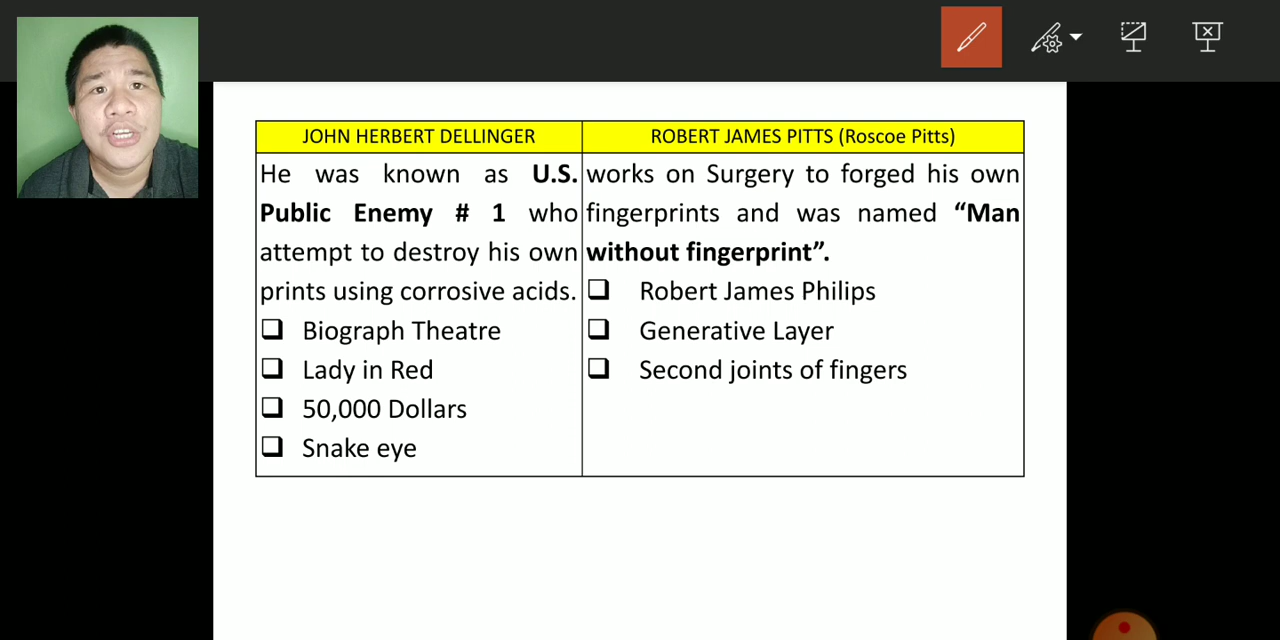 JOHN HERBERT DELLINGER
He was known as U.S.
Public Enemy # 1 who
attempt to destroy his own
prints using corrosive acids.
Biograph Theatre
Lady in Red
50,000 Dollars
Snake eye
ROBERT JAMES PITTS (Roscoe Pitts)
works on Surgery to forged his own
fingerprints and was named “Man
without fingerprint”.
Robert James Philips
Generative Layer
Second joints of fingers